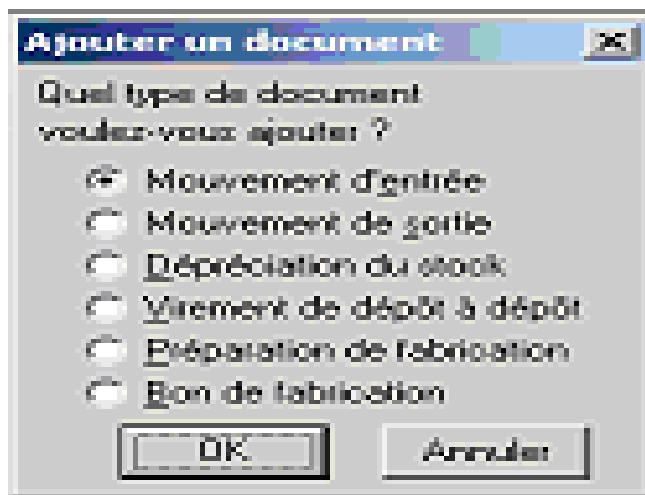 Ajouter un document
Quel type de document
voulez-vous ajouter ?
Mouvement d'entrée
Mouvement de sortie
Dépréciation du stock
Virement de dépôt à dépôt
Préparation de fabrication
Bon de fabrication
OK Annuler